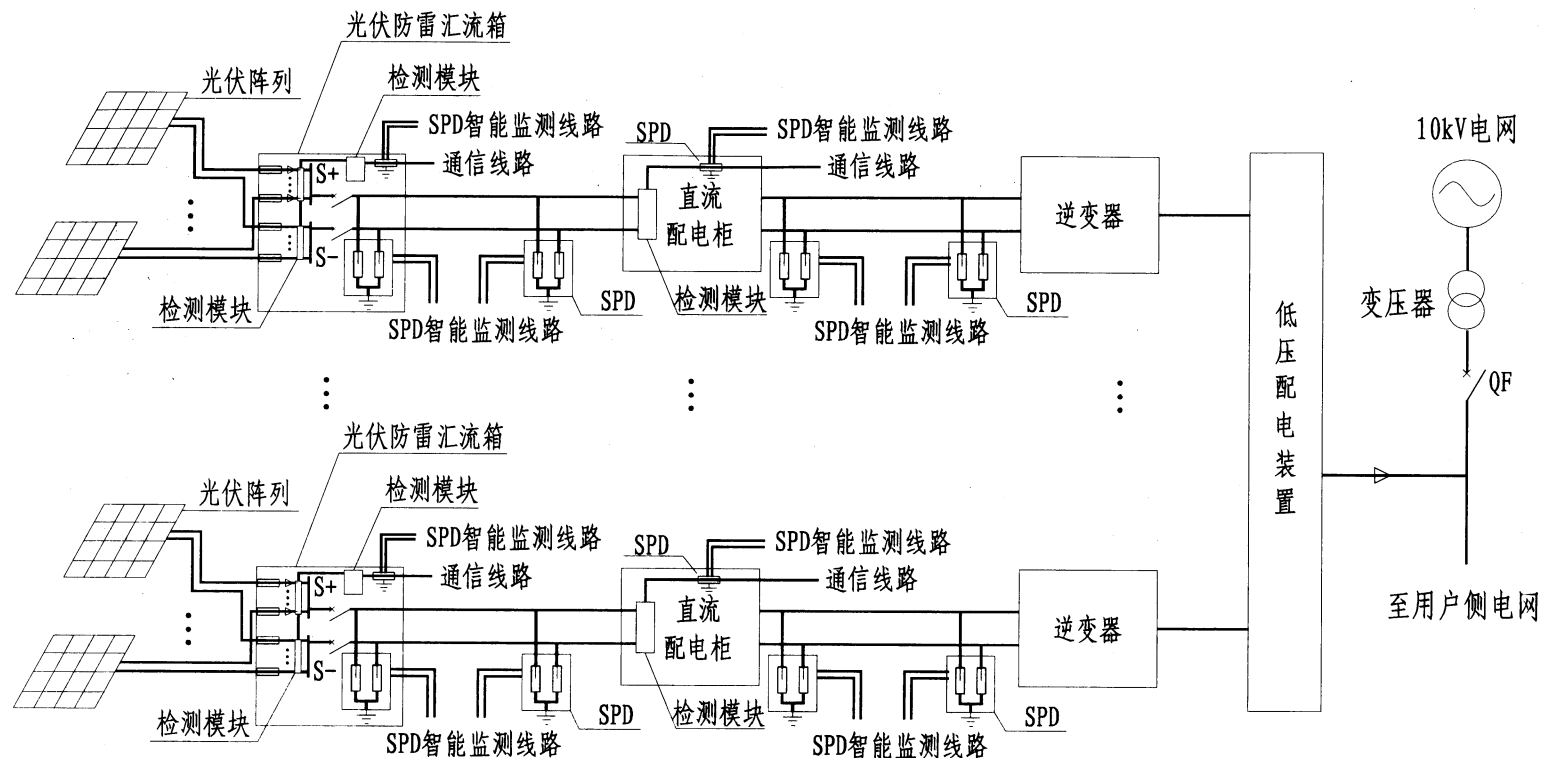 光伏防雷汇流箱
光伏阵列
检测模块
SPD智能监测线路
通信线路
SPD
SPD智能监测线路
通信线路
10kV电网
S+
S-
直流
配电柜
逆变器
检测模块
SPD
检测模块
SPD
变压器
SPD智能监测线路
SPD智能监测线路
低压配电装置
QF
光伏防雷汇流箱
光伏阵列
检测模块
SPD智能监测线路
通信线路
SPD
SPD智能监测线路
通信线路
S+
S-
直流
配电柜
逆变器
至用户侧电网
检测模块
SPD
检测模块
SPD
SPD智能监测线路
SPD智能监测线路